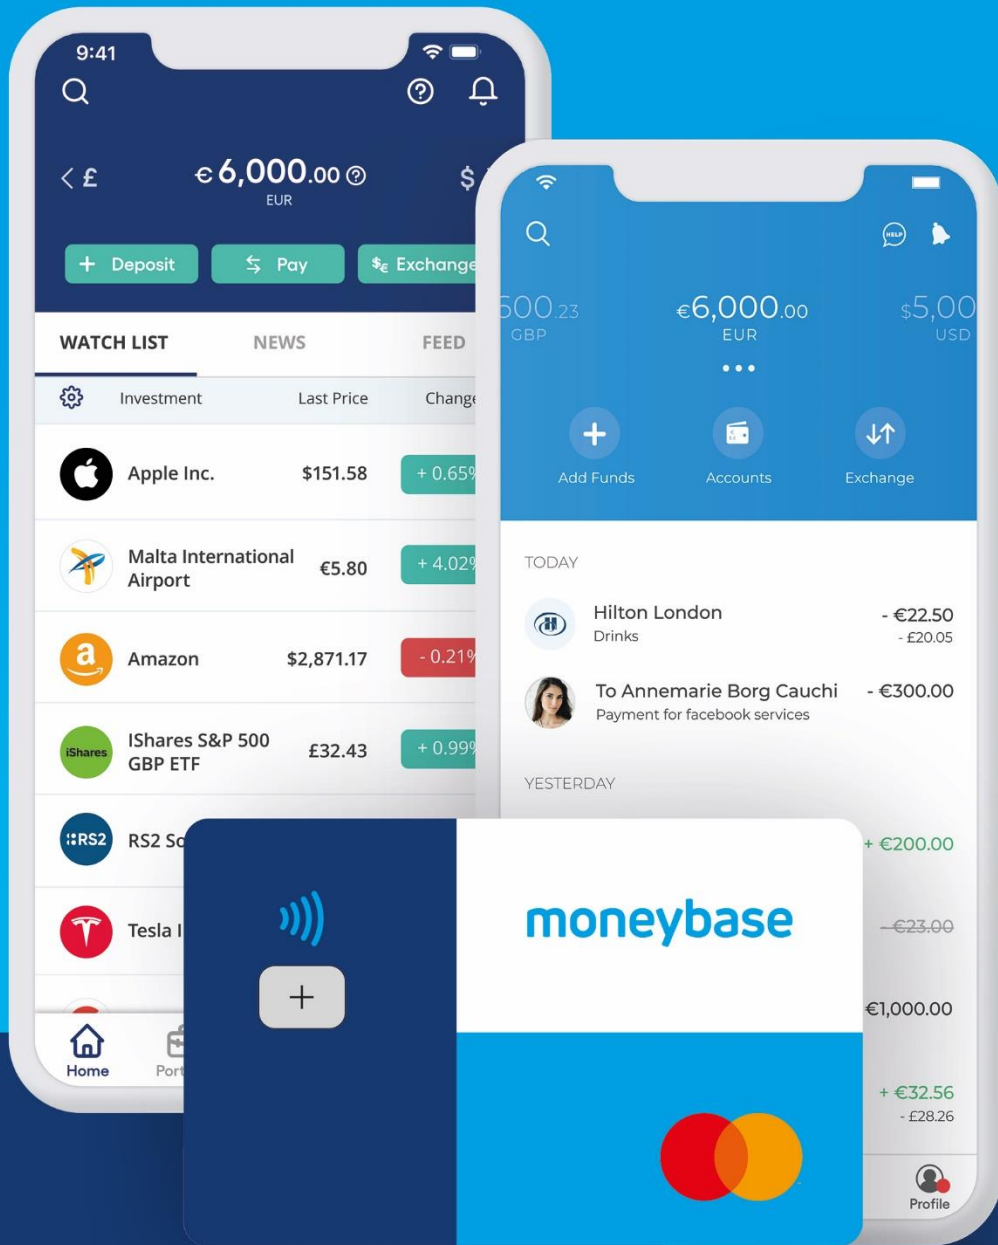 9:41
< £
€ 6,000.00
EUR
$
+ Deposit
Pay
$€ Exchange
WATCH LIST
NEWS
FEED
Investment
Last Price
Change
Apple Inc.
$151.58
+ 0.65%
Malta International
Airport
€5.80
+ 4.02%
a
Amazon
$2,871.17
- 0.21%
iShares
IShares S&P 500
GBP ETF
£32.43
+ 0.99%
RS2
RS2 So
Tesla I
Home
Port
HELP
500.23
GBP
€6,000.00
EUR
$5,00
USD
Add Funds
Accounts
Exchange
TODAY
Hilton London
- €22.50
Drinks
- £20.05
To Annemarie Borg Cauchi
- €300.00
Payment for facebook services
YESTERDAY
+ €200.00
- €23.00
€1,000.00
+ €32.56
- £28.26
Profile
moneybase